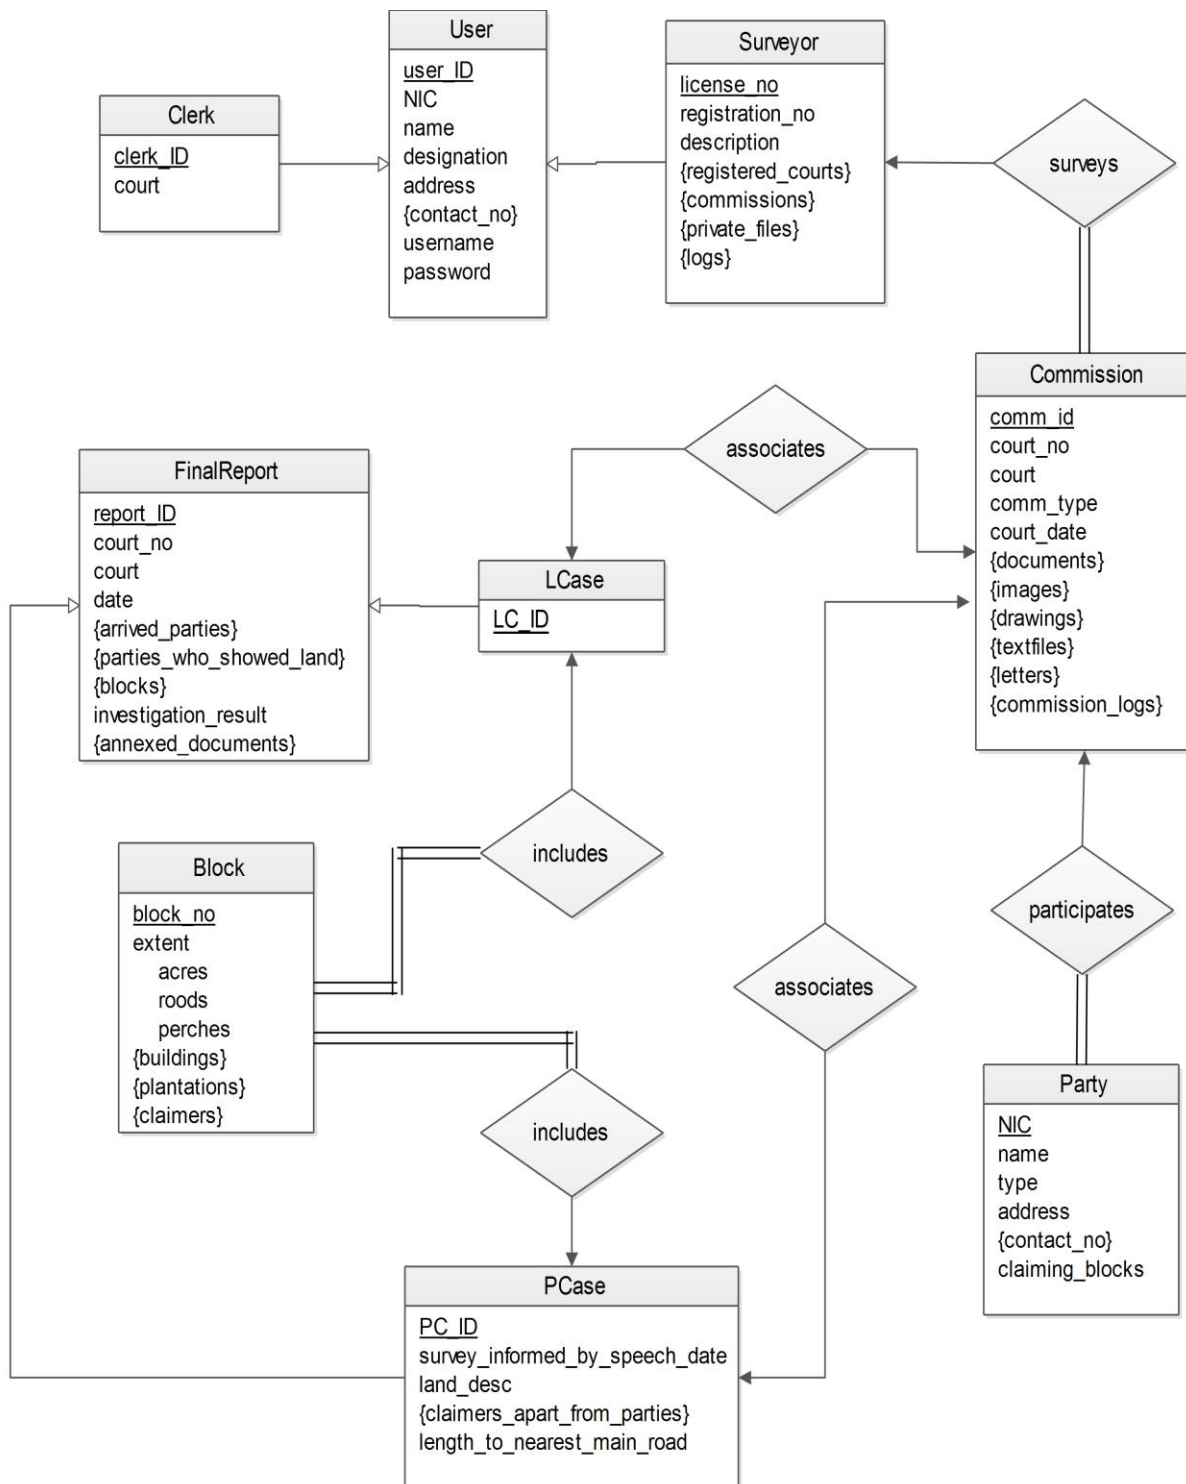 User
user_ID
NIC
name
designation
address
{contact_no}
username
password
Surveyor
license_no
registration_no
description
{registered_courts}
{commissions}
{private_files}
{logs}
Clerk
clerk_ID
court
surveys
Commission
comm_id
court_no
court
comm_type
court_date
{documents}
{images}
{drawings}
{textfiles}
{letters}
{commission_logs}
associates
FinalReport
report_ID
court_no
court
date
{arrived_parties}
{parties_who_showed_land}
{blocks}
investigation_result
{annexed_documents}
LCase
LC_ID
includes
Block
block_no
extent
acres
roods
perches
{buildings}
{plantations}
{claimers}
participates
associates
includes
Party
NIC
name
type
address
{contact_no}
claiming_blocks
PCase
PC_ID
survey_informed_by_speech_date
land_desc
{claimers_apart_from_parties}
length_to_nearest_main_road